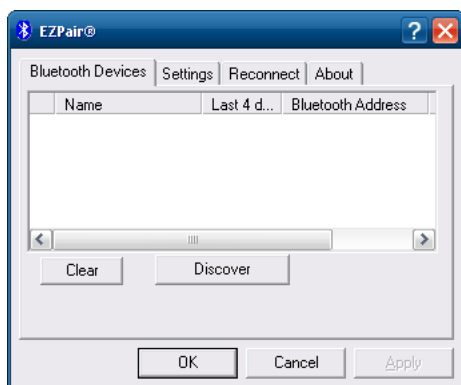 EZPair®
Bluetooth Devices Settings Reconnect About
Name Last 4 d... Bluetooth Address
Clear Discover
OK Cancel Apply